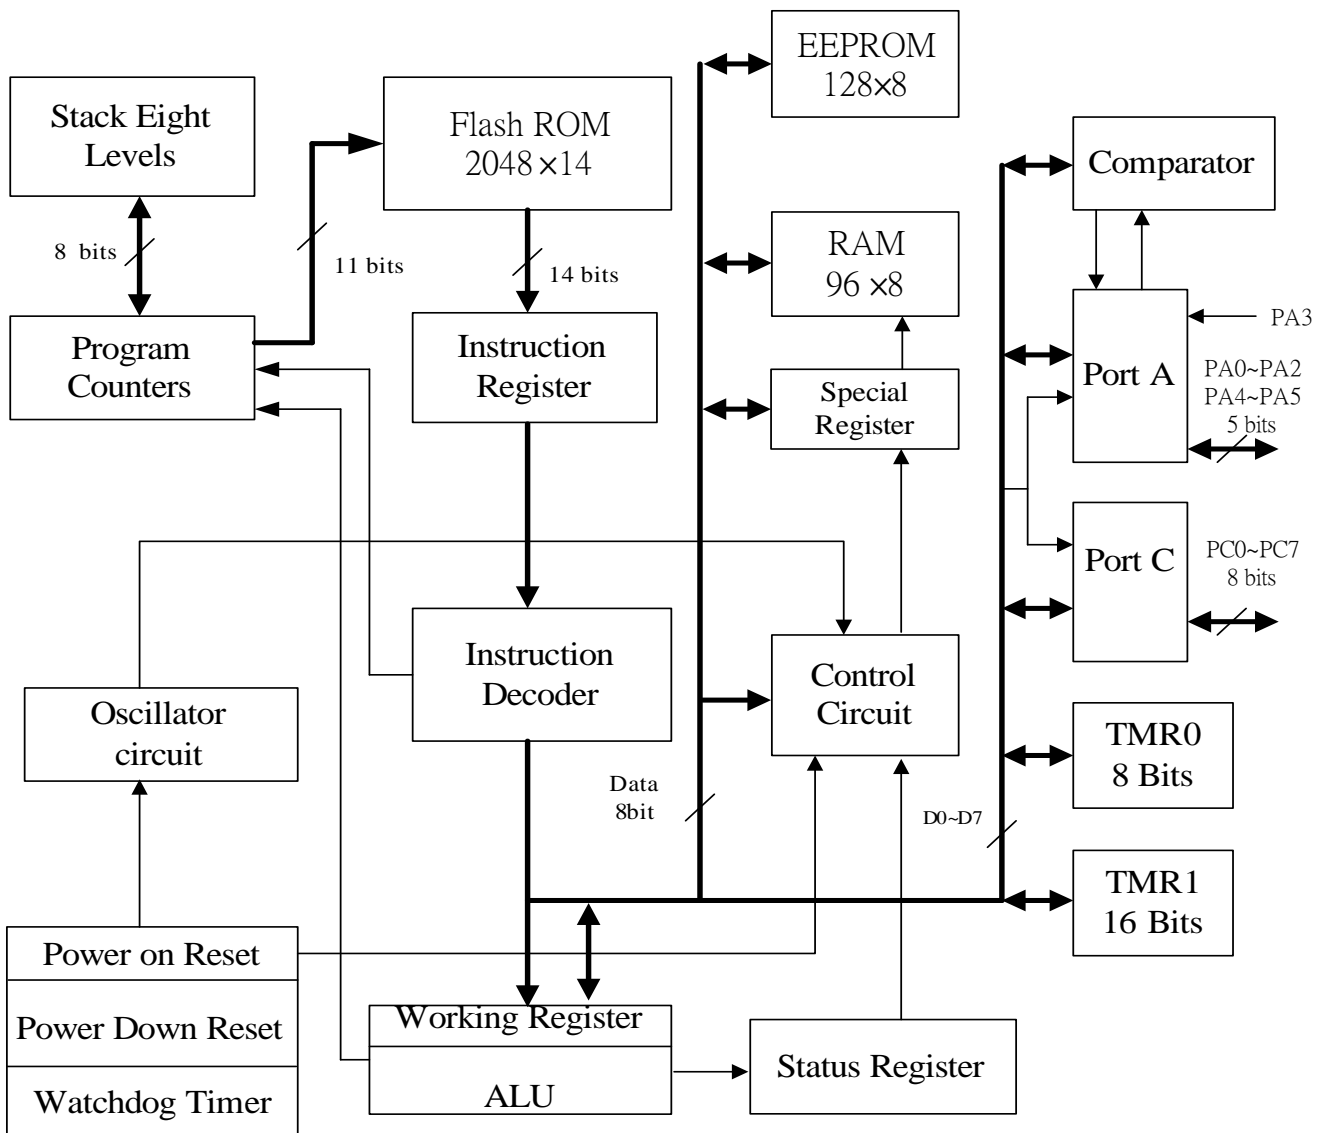 Stack Eight
Levels
8 bits
Program
Counters
11 bits
Flash ROM
2048×14
14 bits
Instruction
Register
Instruction
Decoder
Oscillator
circuit
Power on Reset
Power Down Reset
Watchdog Timer
Working Register
ALU
Status Register
EEPROM
128×8
RAM
96 ×8
Special
Register
Control
Circuit
Data
8bit
D0~D7
Comparator
Port A
PA3
PA0~PA2
PA4~PA5
5 bits
Port C
PC0~PC7
8 bits
TMR0
8 Bits
TMR1
16 Bits